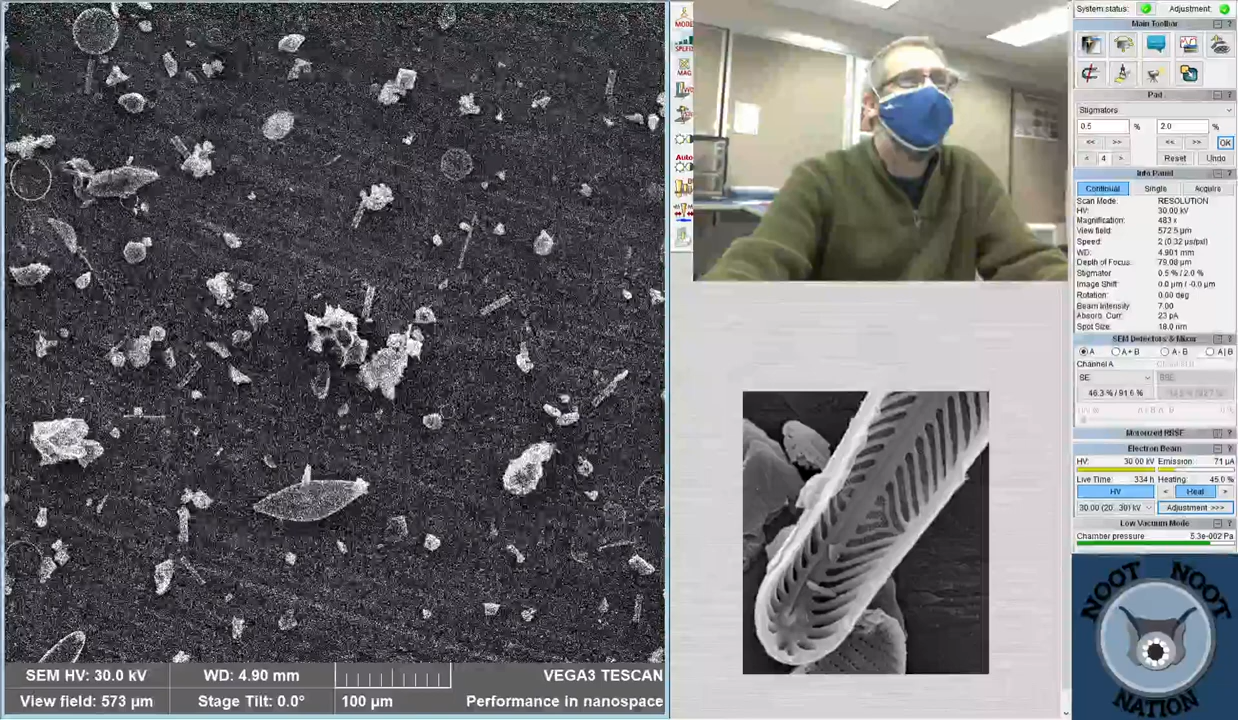 SEM HV: 30.0 kV
WD: 4.90 mm
VEGA3 TESCAN
View field: 573 µm
Stage Tilt: 0.0°
100 µm
Performance in nanospace
MAG
Auto
System status:
Adjustment:
Main Toolbar
Pad
Stigmators
0.5 %
2.0 %
<< >> << >> OK
< 4 > Reset Undo
Info Panel
Continual Single Acquire
Scan Mode: RESOLUTION
HV: 30.00 kV
Magnification: 483 x
View field: 572.5 µm
Speed: 2 (0.32 µs/pxl)
WD: 4.901 mm
Depth of Focus: 79.08 µm
Stigmator: 0.5 % / 2.0 %
Image Shift: 0.0 µm / -0.0 µm
Rotation: 0.00 deg
Beam Intensity: 7.00
Absorb. Curr: 23 pA
Spot Size: 18.0 nm
SEM Detectors & Mixer
A A + B A - B A | B
Channel A Channel B
SE BSE
46.3 % / 91.6 %
Motorized RBSE
Electron Beam
HV: 30.00 kV Emission: 71 µA
Live Time: 334 h Heating: 45.0 %
HV < Heat >
30.00 (20...30) kV Adjustment >>>
Low Vacuum Mode
Chamber pressure: 5.3e-002 Pa
NOOT NOOT
NATION